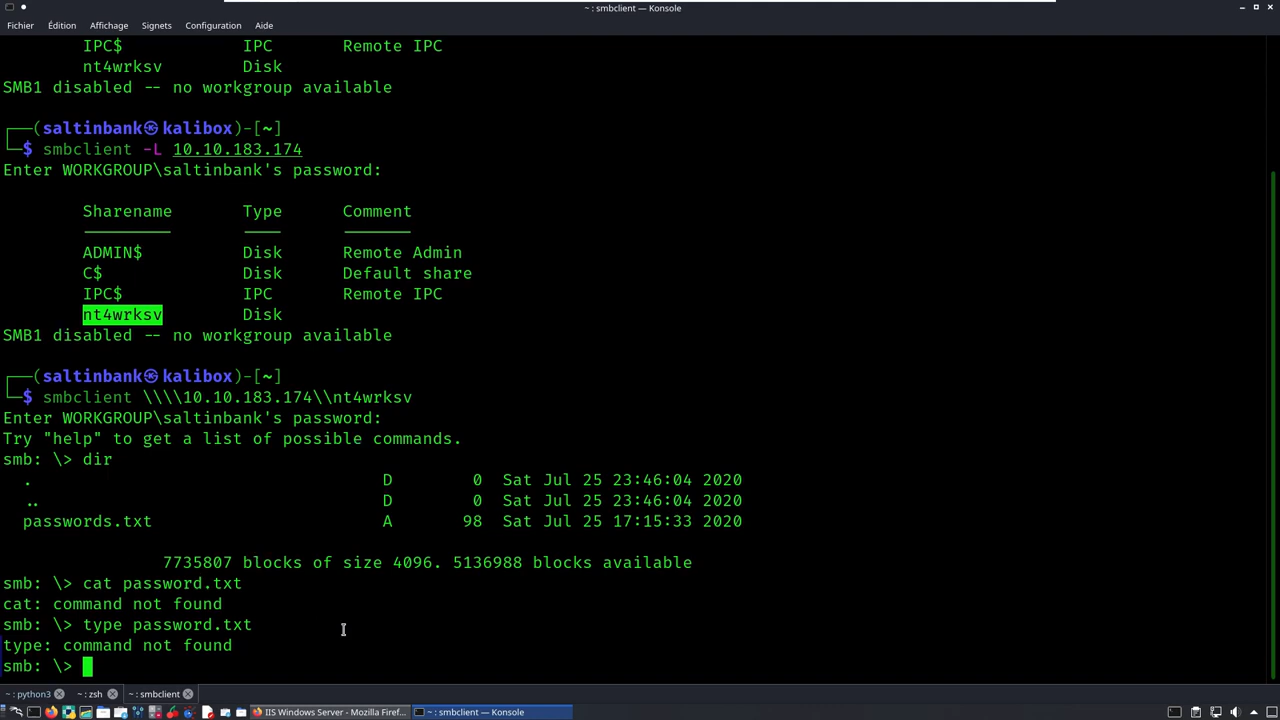 ~ : smbclient — Konsole
Fichier Édition Affichage Signets Configuration Aide
IPC$ IPC Remote IPC
nt4wrksv Disk
SMB1 disabled -- no workgroup available
┌──(saltinbank㉿kalibox)-[~]
└─$ smbclient -L 10.10.183.174
Enter WORKGROUP\saltinbank's password:
Sharename Type Comment
ADMIN$ Disk Remote Admin
C$ Disk Default share
IPC$ IPC Remote IPC
nt4wrksv Disk
SMB1 disabled -- no workgroup available
┌──(saltinbank㉿kalibox)-[~]
└─$ smbclient \\\\10.10.183.174\\nt4wrksv
Enter WORKGROUP\saltinbank's password:
Try "help" to get a list of possible commands.
smb: \> dir
. D 0 Sat Jul 25 23:46:04 2020
.. D 0 Sat Jul 25 23:46:04 2020
passwords.txt A 98 Sat Jul 25 17:15:33 2020
7735807 blocks of size 4096. 5136988 blocks available
smb: \> cat password.txt
cat: command not found
smb: \> type password.txt
type: command not found
smb: \>
~ : python3 ~ : zsh ~ : smbclient
IIS Windows Server - Mozilla Firef... ~ : smbclient — Konsole